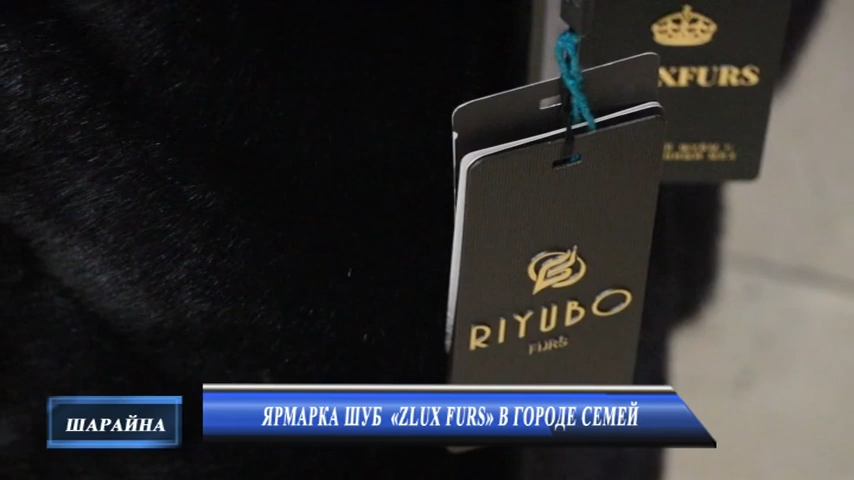 XFURS
RIYUBO
FURS
ШАРАЙНА
ЯРМАРКА ШУБ «ZLUX FURS» В ГОРОДЕ СЕМЕЙ